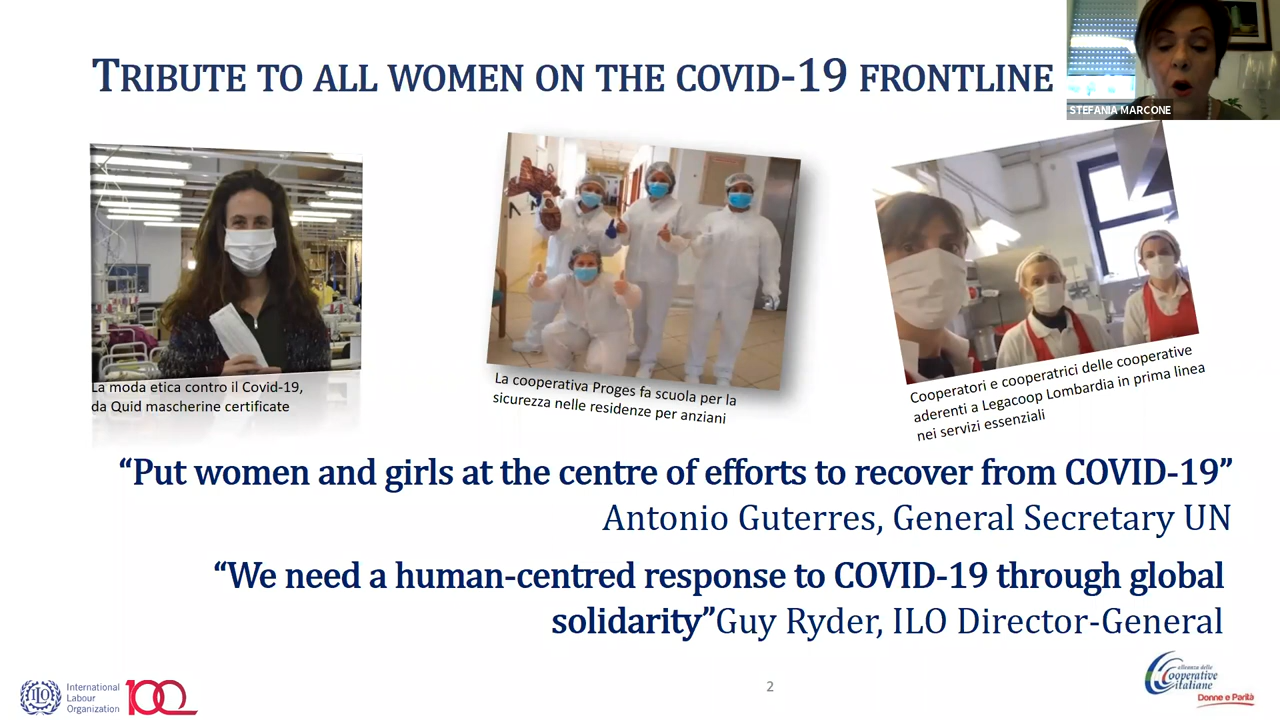 TRIBUTE TO ALL WOMEN ON THE COVID-19 FRONTLINE
STEFANIA MARCONE
La moda etica contro il Covid-19,
da Quid mascherine certificate
La cooperativa Proges fa scuola per la
sicurezza nelle residenze per anziani
Cooperatori e cooperatrici delle cooperative
aderenti a Legacoop Lombardia in prima linea
nei servizi essenziali
“Put women and girls at the centre of efforts to recover from COVID-19”
Antonio Guterres, General Secretary UN
“We need a human-centred response to COVID-19 through global
solidarity”Guy Ryder, ILO Director-General
ILO
International
Labour
Organization
100
2
alleanza delle
Cooperative
italiane
Donne e Parità